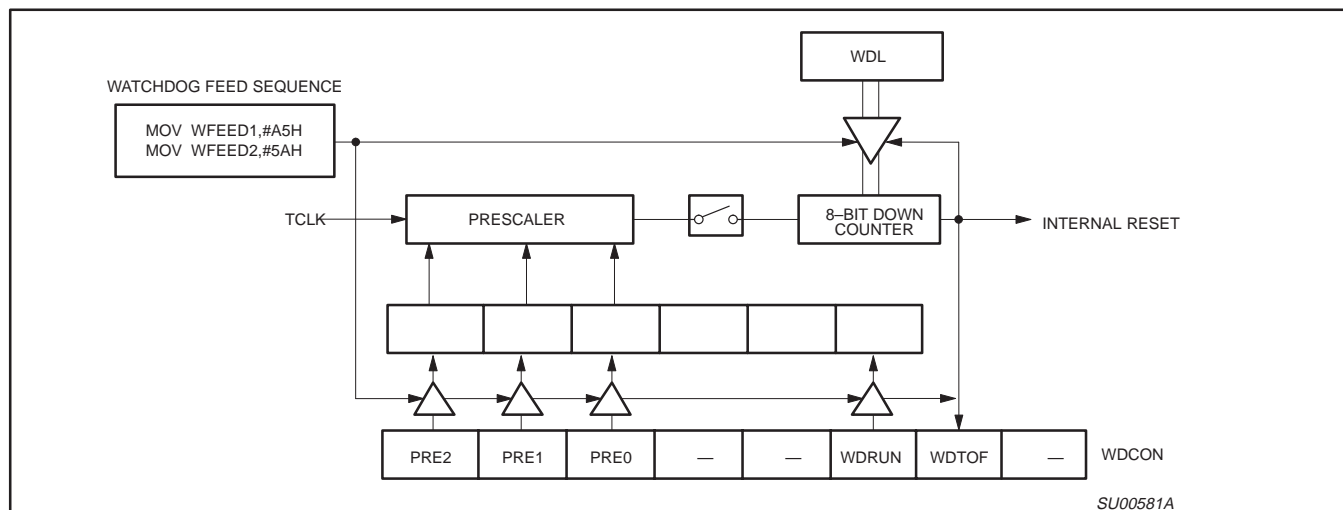 WDL
WATCHDOG FEED SEQUENCE
MOV WFEED1,#A5H
MOV WFEED2,#5AH
TCLK
PRESCALER
8–BIT DOWN
COUNTER
INTERNAL RESET
PRE2 PRE1 PRE0 — — WDRUN WDTOF — WDCON
SU00581A